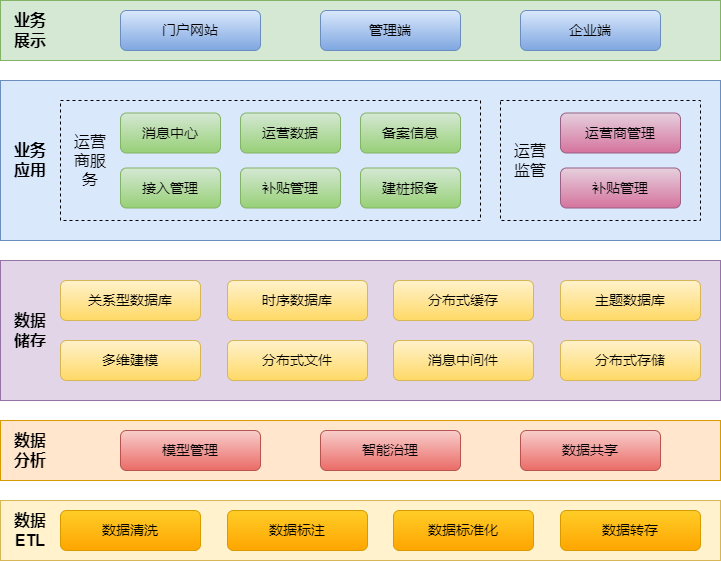 业务
展示
门户网站
管理端
企业端
业务
应用
运营
商服
务
消息中心
运营数据
备案信息
接入管理
补贴管理
建桩报备
运营
监管
运营商管理
补贴管理
数据
储存
关系型数据库
时序数据库
分布式缓存
主题数据库
多维建模
分布式文件
消息中间件
分布式存储
数据
分析
模型管理
智能治理
数据共享
数据
ETL
数据清洗
数据标注
数据标准化
数据转存